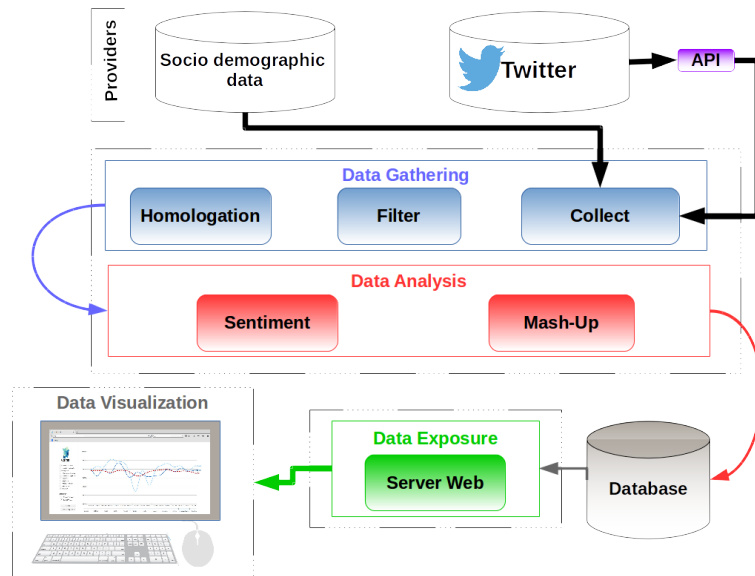 Providers
Socio demographic
data
Twitter
API
Data Gathering
Homologation
Filter
Collect
Data Analysis
Sentiment
Mash-Up
Data Visualization
Data Exposure
Server Web
Database